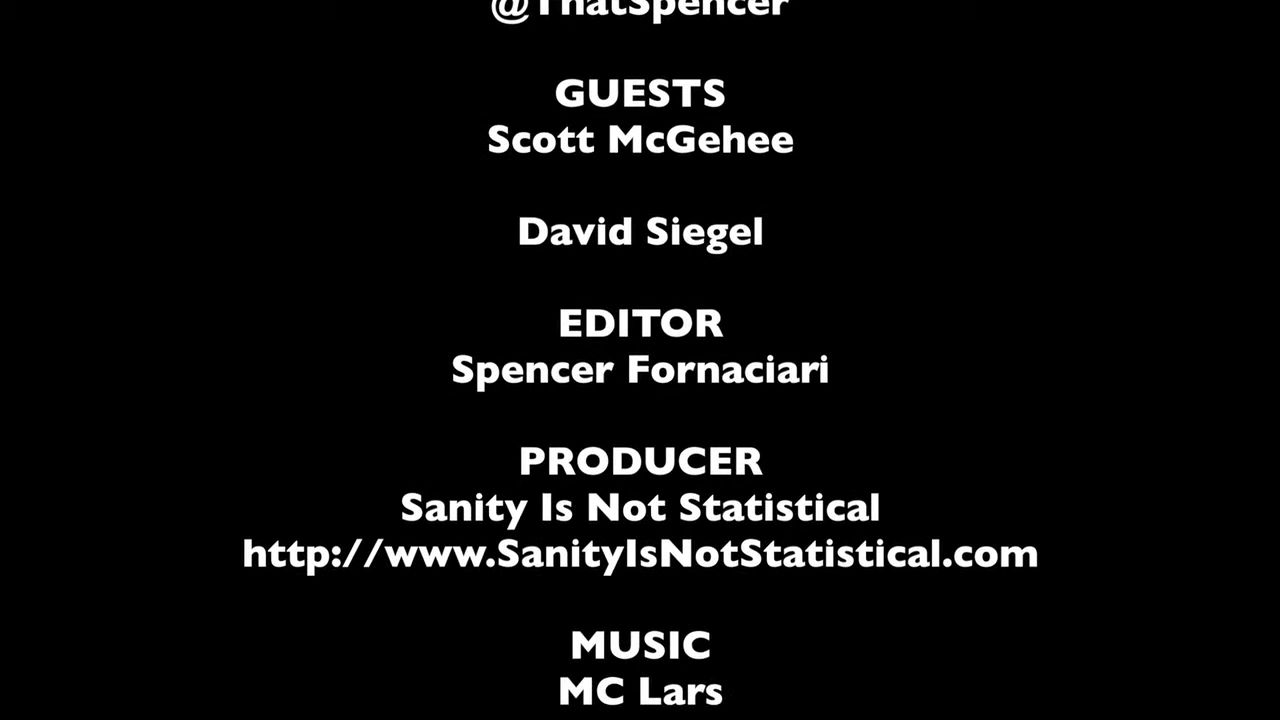 @ThatSpencer
GUESTS
Scott McGehee
David Siegel
EDITOR
Spencer Fornaciari
PRODUCER
Sanity Is Not Statistical
http://www.SanityIsNotStatistical.com
MUSIC
MC Lars